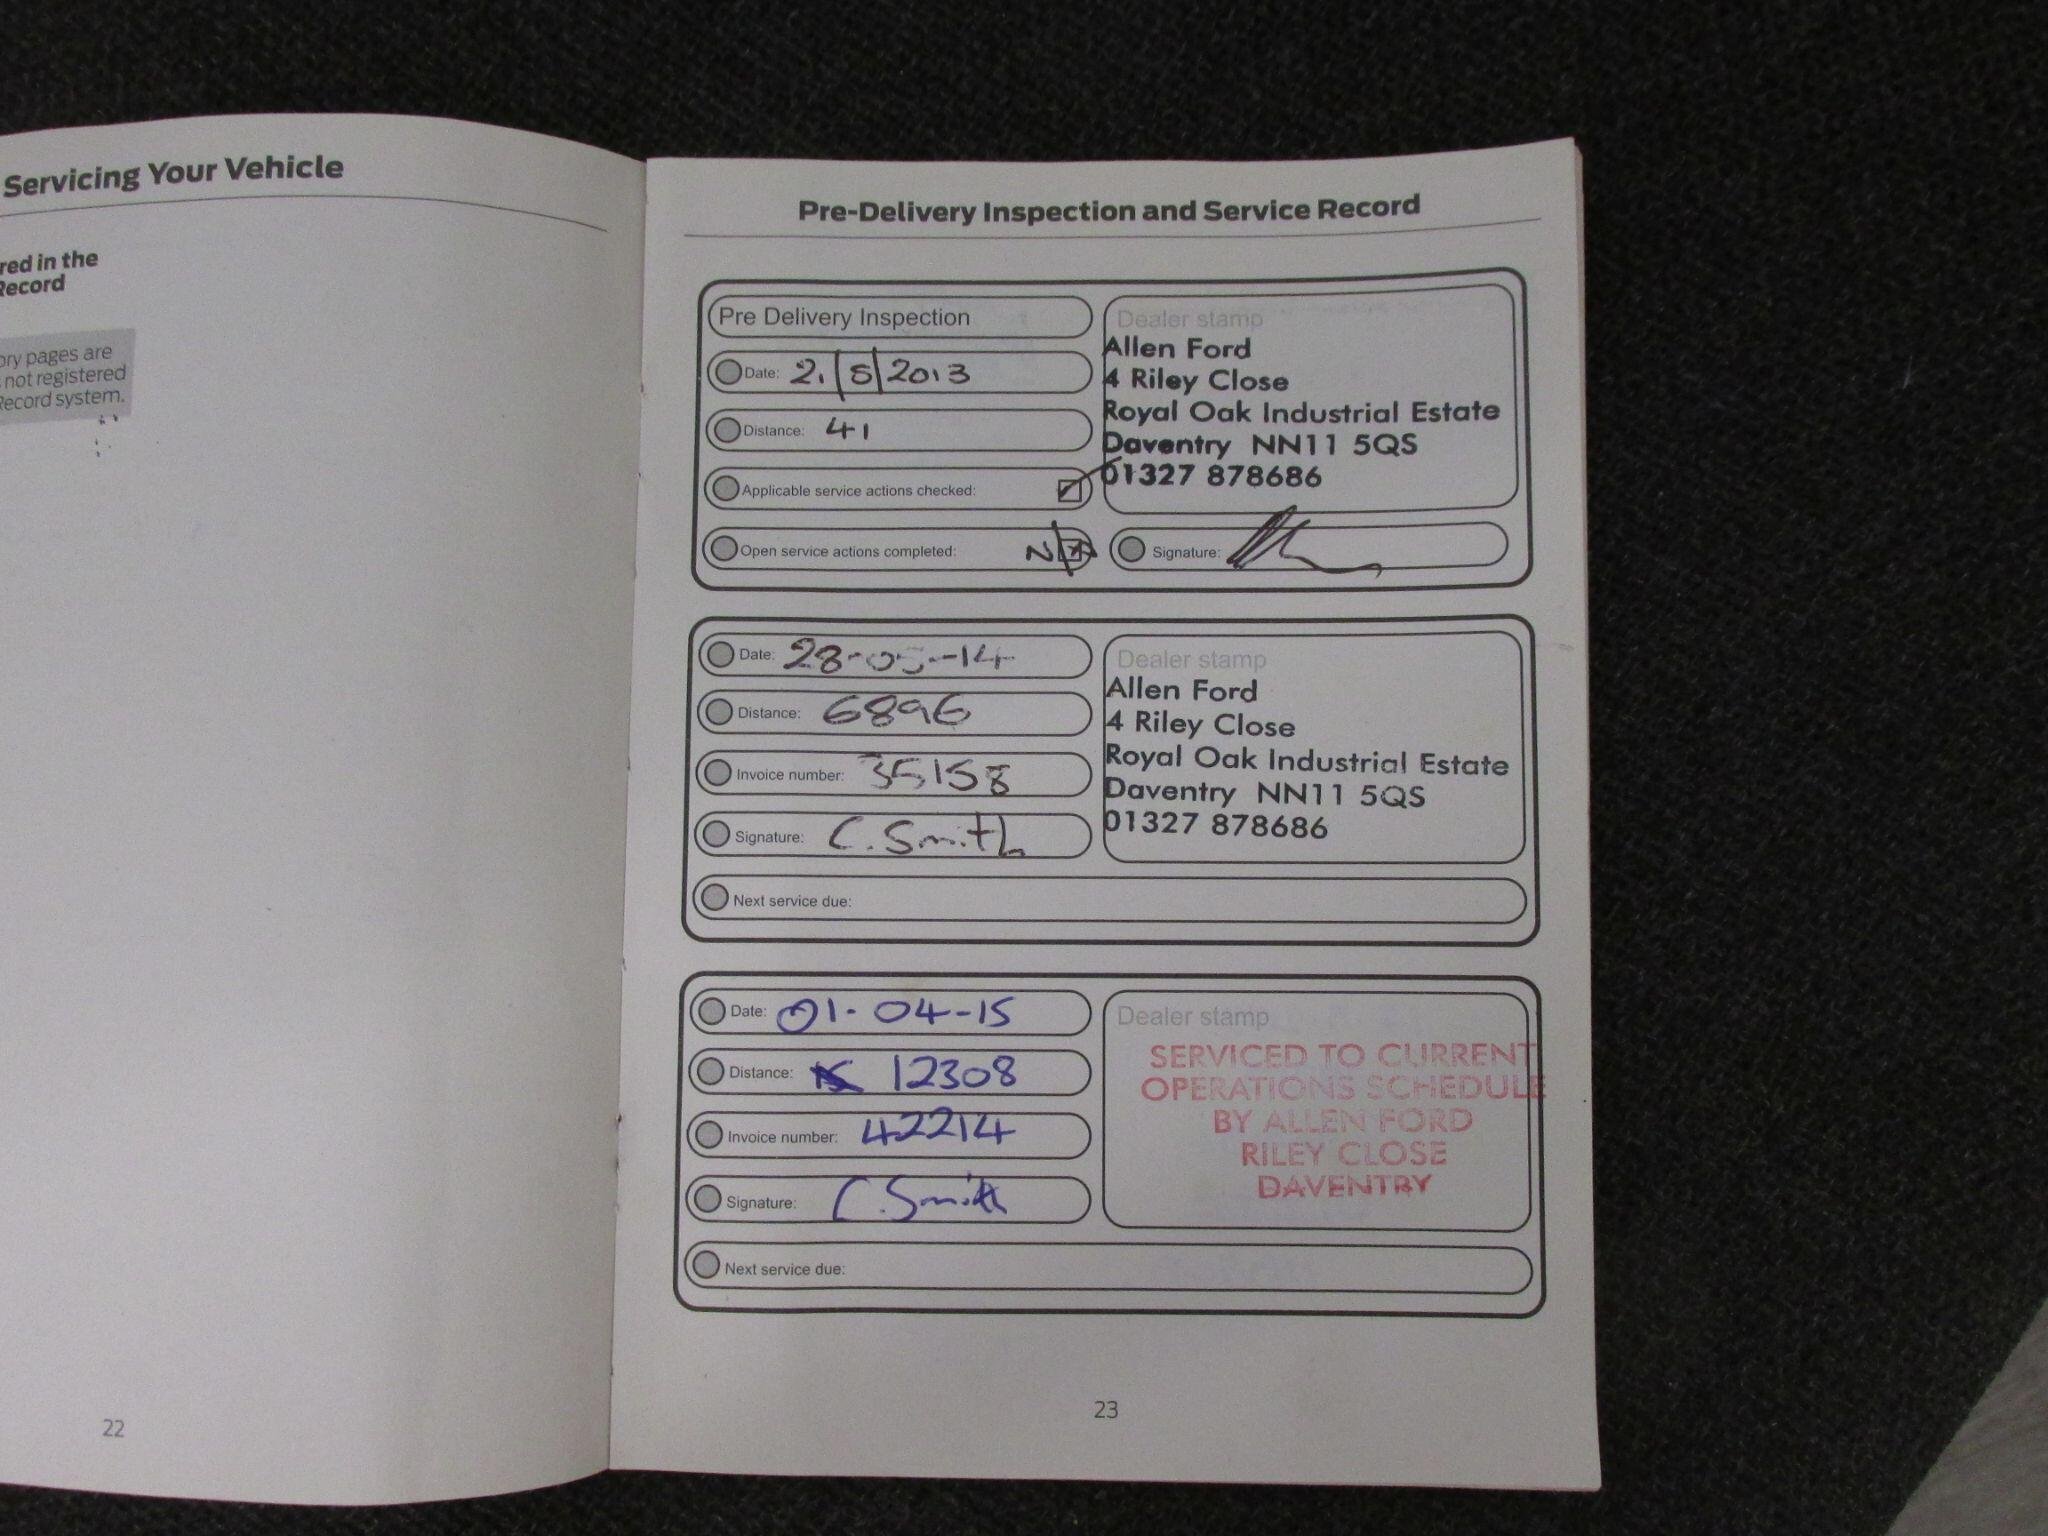 Servicing Your Vehicle
red in the
Record
ory pages are
not registered
Record system.
22
Pre-Delivery Inspection and Service Record
Pre Delivery Inspection
Date: 2./5/2013
Distance: 41
Applicable service actions checked:
Open service actions completed: N/A
Dealer stamp
Allen Ford
4 Riley Close
Royal Oak Industrial Estate
Daventry NN11 5QS
01327 878686
Signature:
Date: 28-05-14
Distance: 6896
Invoice number: 35158
Signature: C. Smith
Dealer stamp
Allen Ford
4 Riley Close
Royal Oak Industrial Estate
Daventry NN11 5QS
01327 878686
Next service due:
Date: 01-04-15
Distance: 12308
Invoice number: 42214
Signature: C. Smith
Dealer stamp
SERVICED TO CURRENT
OPERATIONS SCHEDULE
BY ALLEN FORD
RILEY CLOSE
DAVENTRY
Next service due:
23